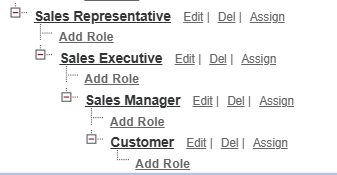 Sales Representative Edit | Del | Assign
Add Role
Sales Executive Edit | Del | Assign
Add Role
Sales Manager Edit | Del | Assign
Add Role
Customer Edit | Del | Assign
Add Role